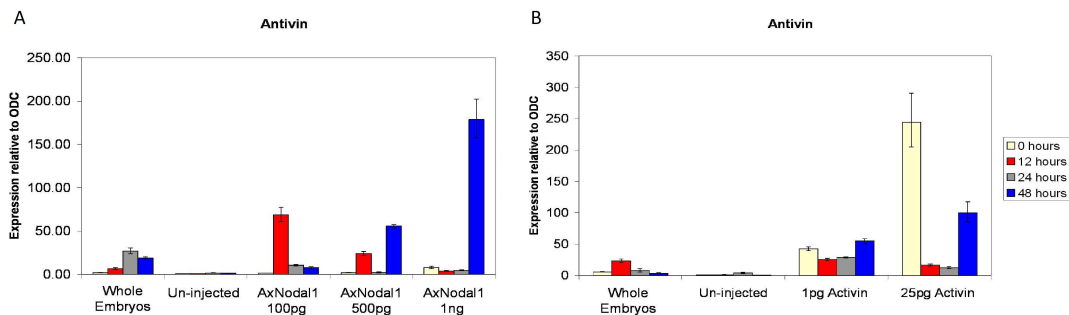 A
Antivin
Expression relative to ODC
250.00
200.00
150.00
100.00
50.00
0.00
Whole Embryos
Un-injected
AxNodal1 100pg
AxNodal1 500pg
AxNodal1 1ng
B
Antivin
Expression relative to ODC
350
300
250
200
150
100
50
0
Whole Embryos
Un-injected
1pg Activin
25pg Activin
0 hours
12 hours
24 hours
48 hours